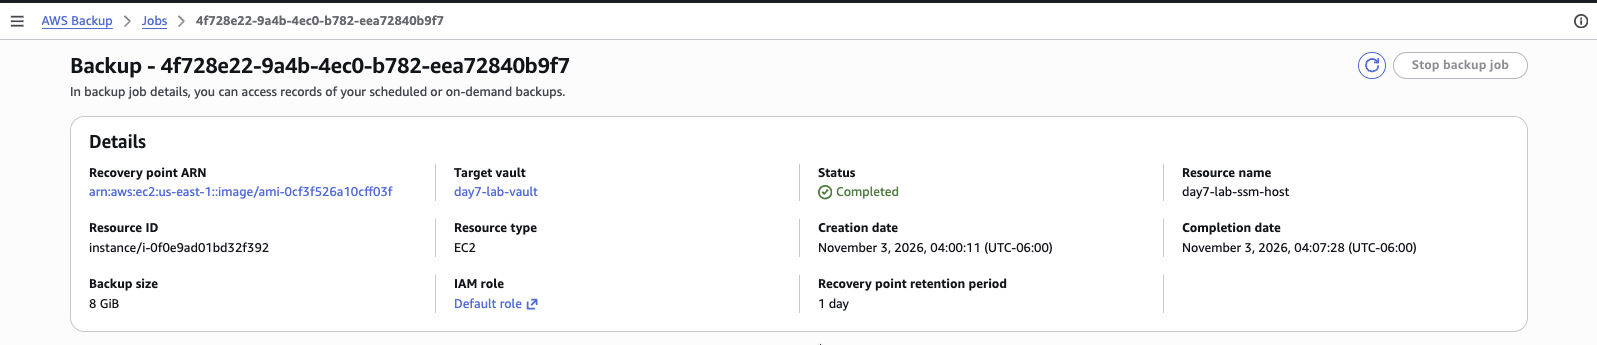 AWS Backup > Jobs > 4f728e22-9a4b-4ec0-b782-eea72840b9f7
Backup - 4f728e22-9a4b-4ec0-b782-eea72840b9f7
Stop backup job
In backup job details, you can access records of your scheduled or on-demand backups.
Details
Recovery point ARN
arn:aws:ec2:us-east-1::image/ami-0cf3f526a10cff03f
Target vault
day7-lab-vault
Status
Completed
Resource name
day7-lab-ssm-host
Resource ID
instance/i-0f0e9ad01bd32f392
Resource type
EC2
Creation date
November 3, 2026, 04:00:11 (UTC-06:00)
Completion date
November 3, 2026, 04:07:28 (UTC-06:00)
Backup size
8 GiB
IAM role
Default role
Recovery point retention period
1 day